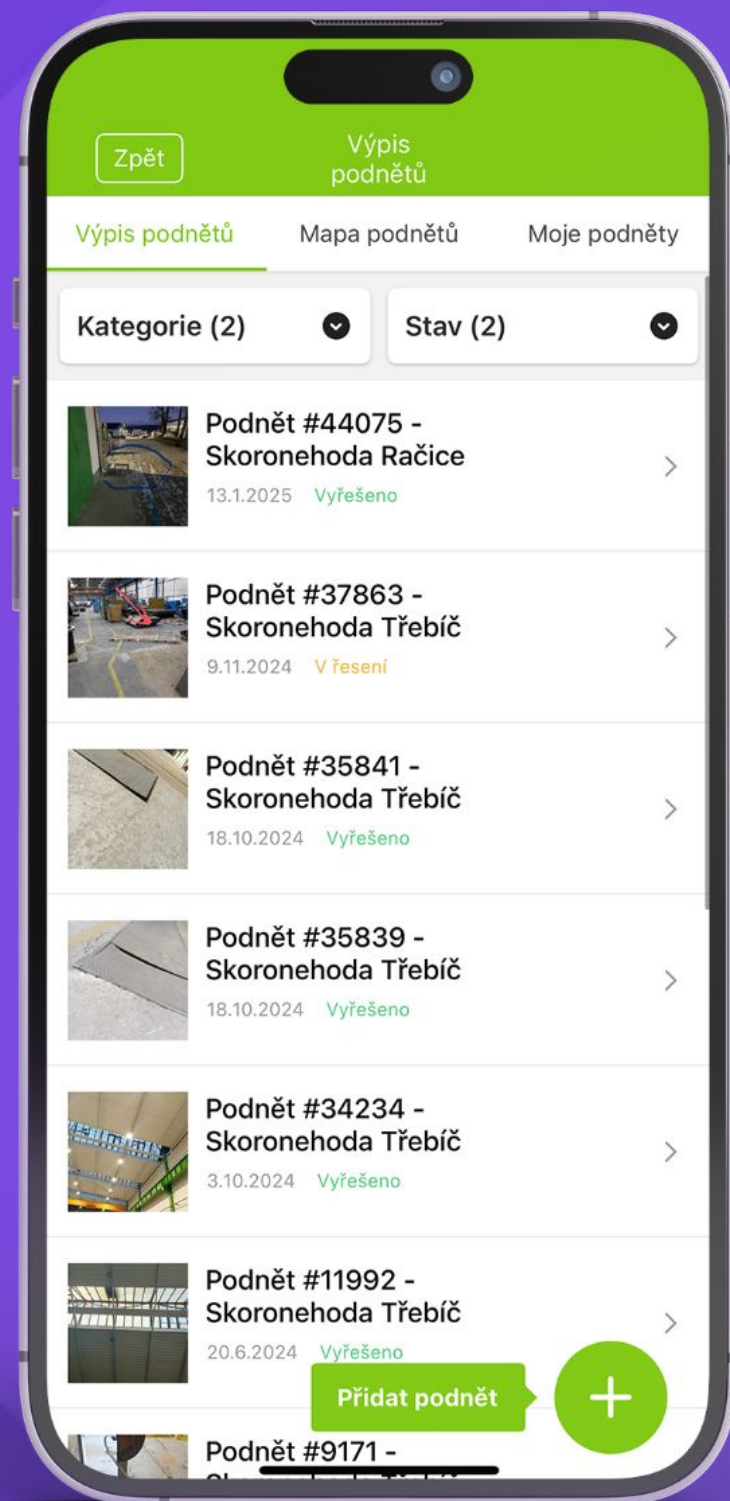 Zpět
Výpis
podnětů
Výpis podnětů
Mapa podnětů
Moje podněty
Kategorie (2)
Stav (2)
Podnět #44075 -
Skoronehoda Račice
13.1.2025 Vyřešeno
Podnět #37863 -
Skoronehoda Třebíč
9.11.2024 V řesení
Podnět #35841 -
Skoronehoda Třebíč
18.10.2024 Vyřešeno
Podnět #35839 -
Skoronehoda Třebíč
18.10.2024 Vyřešeno
Podnět #34234 -
Skoronehoda Třebíč
3.10.2024 Vyřešeno
Podnět #11992 -
Skoronehoda Třebíč
20.6.2024 Vyřešeno
Přidat podnět
Podnět #9171 -